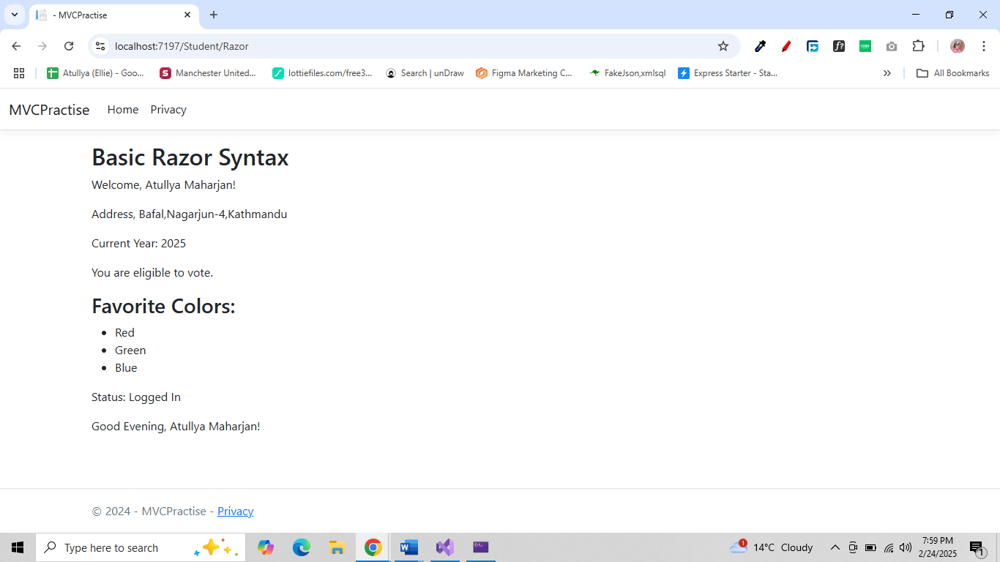 - MVCPractise
localhost:7197/Student/Razor
Atullya (Ellie) - Goo...
Manchester United...
lottiefiles.com/free3...
Search | unDraw
Figma Marketing C...
FakeJson,xmlsql
Express Starter - Sta...
All Bookmarks
MVCPractise Home Privacy
Basic Razor Syntax
Welcome, Atullya Maharjan!
Address, Bafal,Nagarjun-4,Kathmandu
Current Year: 2025
You are eligible to vote.
Favorite Colors:
Red
Green
Blue
Status: Logged In
Good Evening, Atullya Maharjan!
© 2024 - MVCPractise - Privacy
Type here to search
1
14°C Cloudy
7:59 PM
2/24/2025
1